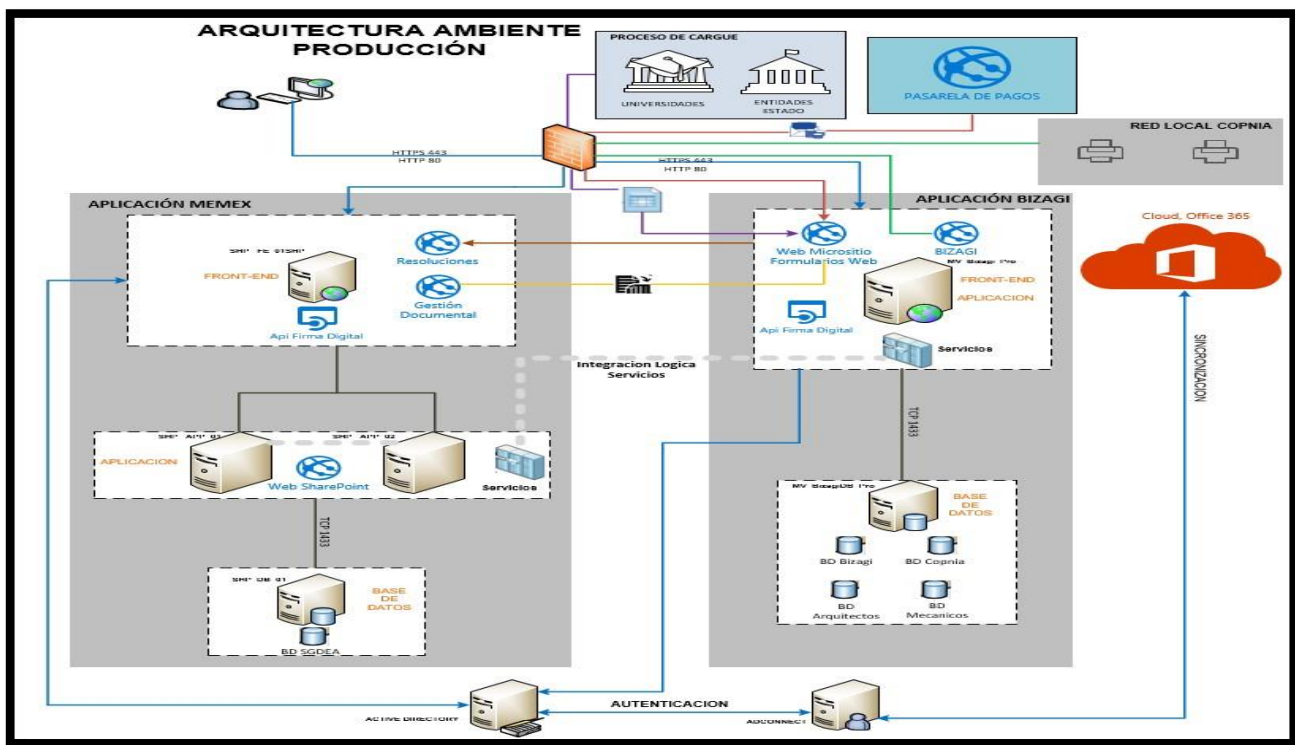 ARQUITECTURA AMBIENTE
PRODUCCIÓN
PROCESO DE CARGUE
UNIVERSIDADES
ENTIDADES
ESTADO
PASARELA DE PAGOS
RED LOCAL COPNIA
HTTPS 443
HTTP 80
HTTPS 443
HTTP 80
APLICACIÓN MEMEX
APLICACIÓN BIZAGI
Cloud, Office 365
FRONT-END
Resoluciones
Gestión
Documental
Api Firma Digital
Web Micrositio
Formularios Web
BIZAGI
FRONT-END
APLICACION
Api Firma Digital
Servicios
Integracion Logica
Servicios
SINCRONIZACION
TCP 1433
APLICACION
Web SharePoint
Servicios
TCP 1433
BASE
DE
DATOS
BD SGDEA
MV BizagiDB Pro
BASE
DE
DATOS
BD Bizagi
BD Copnia
BD
Arquitectos
BD
Mecanicos
ACTIVE DIRECTORY
AUTENTICACION
ADCONNECT